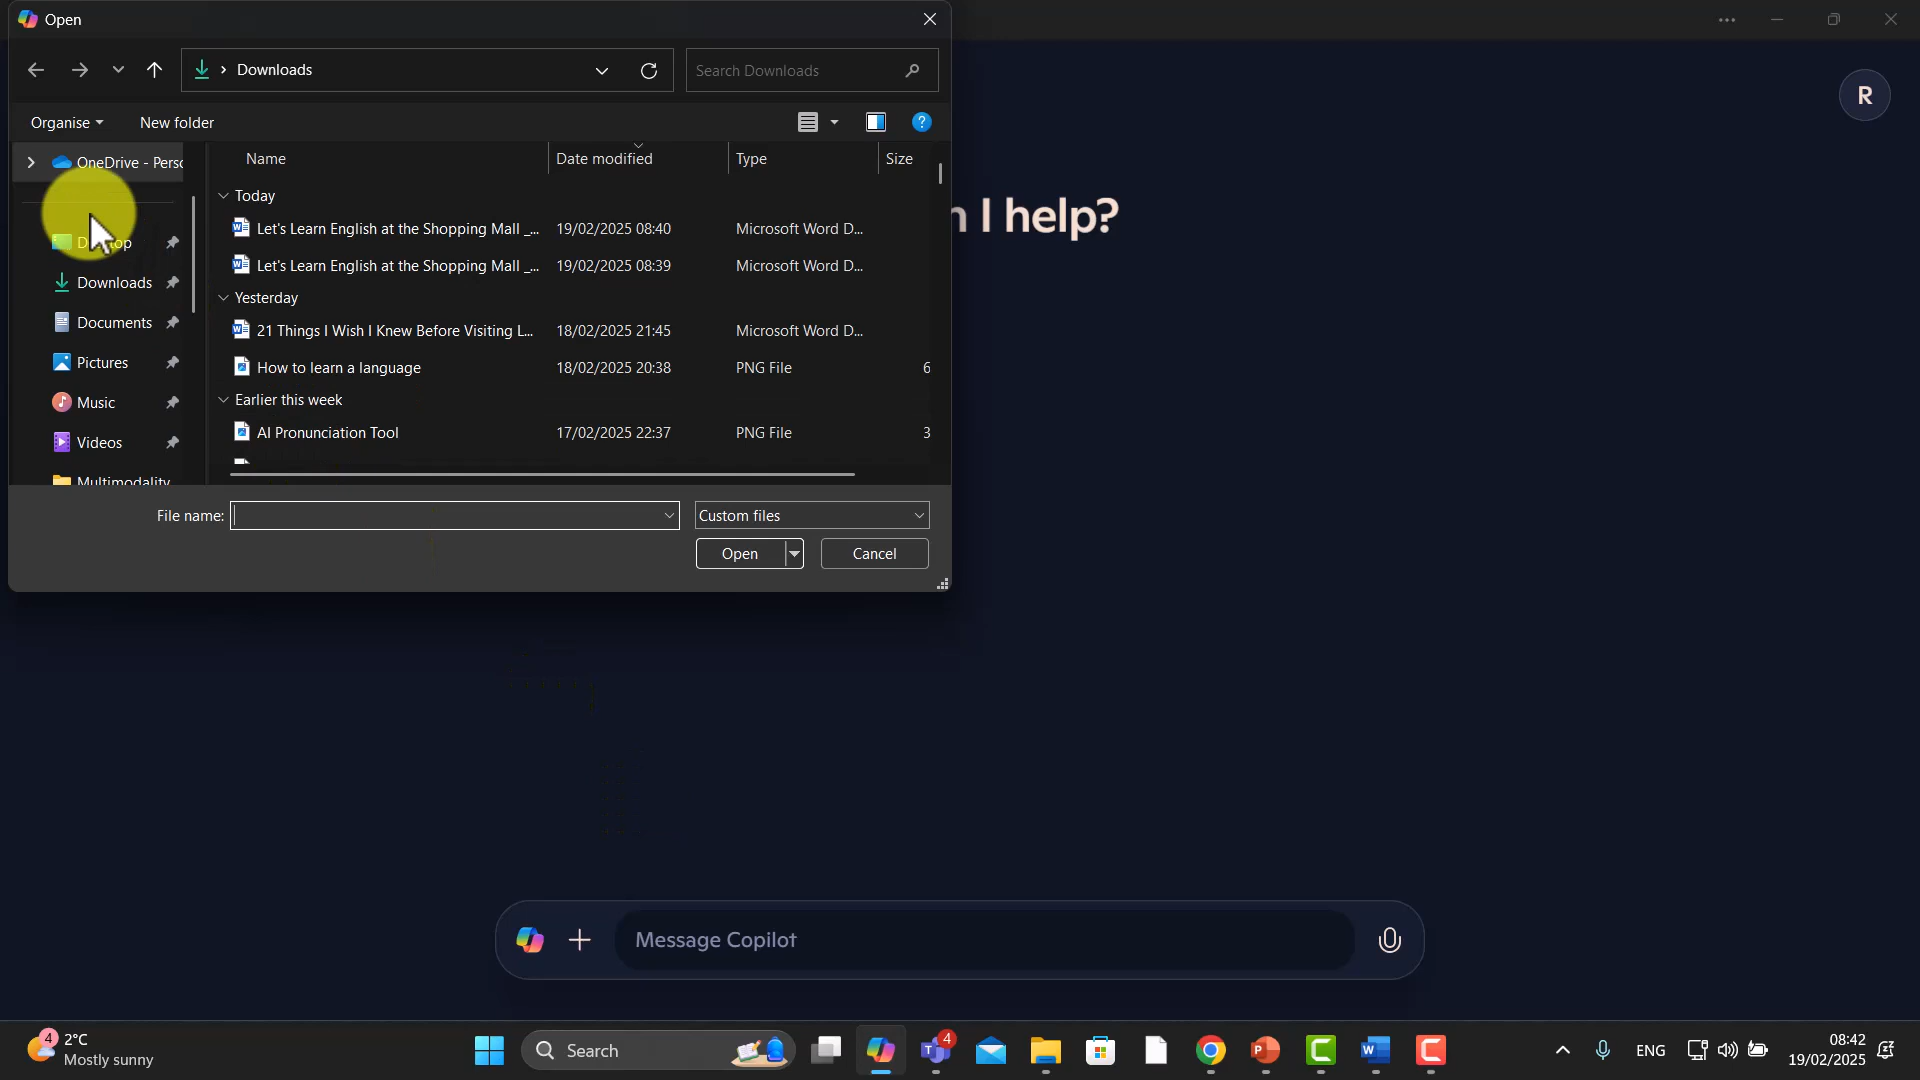 Open
Downloads
Search Downloads
Organise
New folder
OneDrive - Persc
Name
Date modified
Type
Size
Today
Let's Learn English at the Shopping Mall _... 19/02/2025 08:40 Microsoft Word D...
Let's Learn English at the Shopping Mall _... 19/02/2025 08:39 Microsoft Word D...
Yesterday
21 Things I Wish I Knew Before Visiting L... 18/02/2025 21:45 Microsoft Word D...
How to learn a language 18/02/2025 20:38 PNG File 6
Earlier this week
AI Pronunciation Tool 17/02/2025 22:37 PNG File 3
Downloads
Documents
Pictures
Music
Videos
Multimodality
File name:
Custom files
Open
Cancel
R
I help?
Message Copilot
4
2°C
Mostly sunny
Search
4
ENG
08:42
19/02/2025